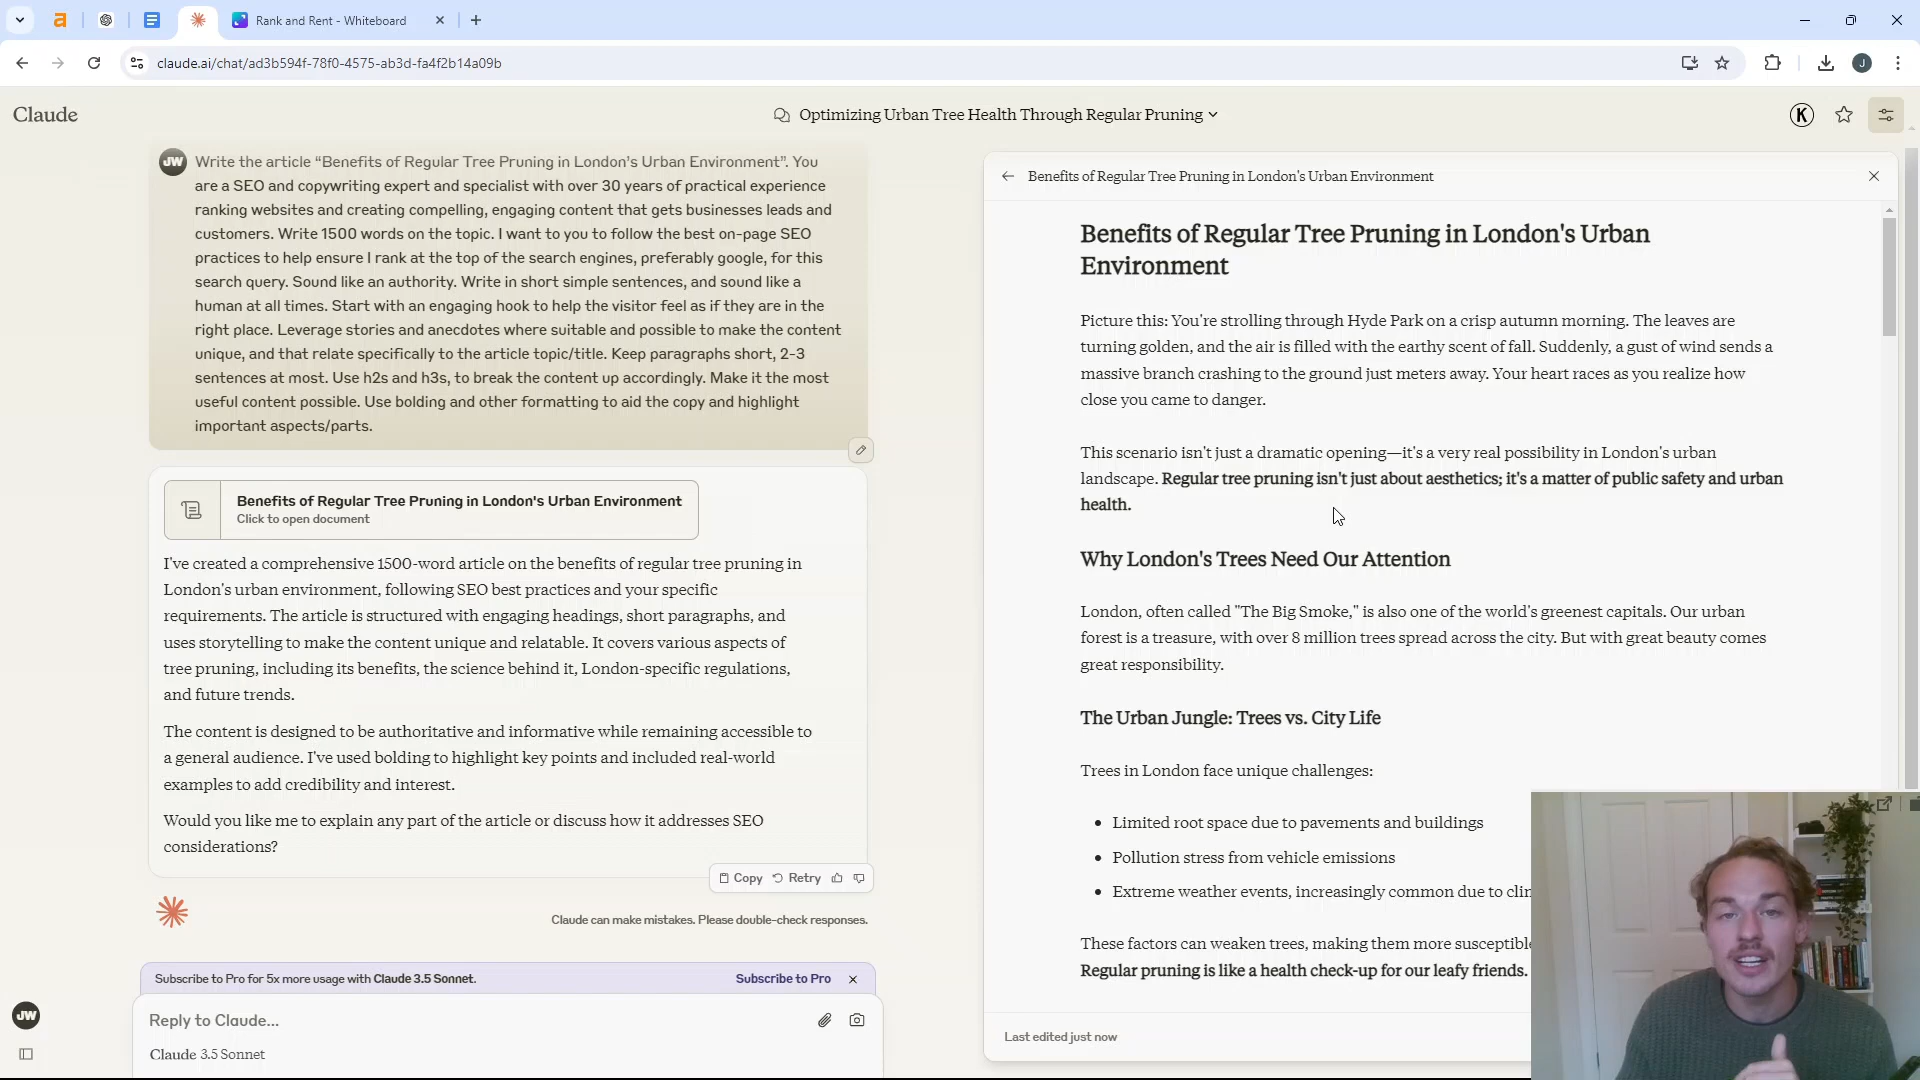 Rank and Rent - Whiteboard
claude.ai/chat/ad3b594f-78f0-4575-ab3d-fa4f2b14a09b
J
Claude
Optimizing Urban Tree Health Through Regular Pruning
K
JW
Write the article “Benefits of Regular Tree Pruning in London’s Urban Environment”. You
are a SEO and copywriting expert and specialist with over 30 years of practical experience
ranking websites and creating compelling, engaging content that gets businesses leads and
customers. Write 1500 words on the topic. I want to you to follow the best on-page SEO
practices to help ensure I rank at the top of the search engines, preferably google, for this
search query. Sound like an authority. Write in short simple sentences, and sound like a
human at all times. Start with an engaging hook to help the visitor feel as if they are in the
right place. Leverage stories and anecdotes where suitable and possible to make the content
unique, and that relate specifically to the article topic/title. Keep paragraphs short, 2-3
sentences at most. Use h2s and h3s, to break the content up accordingly. Make it the most
useful content possible. Use bolding and other formatting to aid the copy and highlight
important aspects/parts.
Benefits of Regular Tree Pruning in London's Urban Environment
Click to open document
I've created a comprehensive 1500-word article on the benefits of regular tree pruning in
London's urban environment, following SEO best practices and your specific
requirements. The article is structured with engaging headings, short paragraphs, and
uses storytelling to make the content unique and relatable. It covers various aspects of
tree pruning, including its benefits, the science behind it, London-specific regulations,
and future trends.
The content is designed to be authoritative and informative while remaining accessible to
a general audience. I've used bolding to highlight key points and included real-world
examples to add credibility and interest.
Would you like me to explain any part of the article or discuss how it addresses SEO
considerations?
Copy Retry
Claude can make mistakes. Please double-check responses.
Subscribe to Pro for 5x more usage with Claude 3.5 Sonnet. Subscribe to Pro
JW
Reply to Claude...
Claude 3.5 Sonnet
Benefits of Regular Tree Pruning in London's Urban Environment
Benefits of Regular Tree Pruning in London's Urban
Environment
Picture this: You're strolling through Hyde Park on a crisp autumn morning. The leaves are
turning golden, and the air is filled with the earthy scent of fall. Suddenly, a gust of wind sends a
massive branch crashing to the ground just meters away. Your heart races as you realize how
close you came to danger.
This scenario isn't just a dramatic opening—it's a very real possibility in London's urban
landscape. Regular tree pruning isn't just about aesthetics; it's a matter of public safety and urban
health.
Why London's Trees Need Our Attention
London, often called "The Big Smoke," is also one of the world's greenest capitals. Our urban
forest is a treasure, with over 8 million trees spread across the city. But with great beauty comes
great responsibility.
The Urban Jungle: Trees vs. City Life
Trees in London face unique challenges:
• Limited root space due to pavements and buildings
• Pollution stress from vehicle emissions
• Extreme weather events, increasingly common due to
These factors can weaken trees, making them more
Regular pruning is like a health check-up for our leafy friends.
Last edited just now